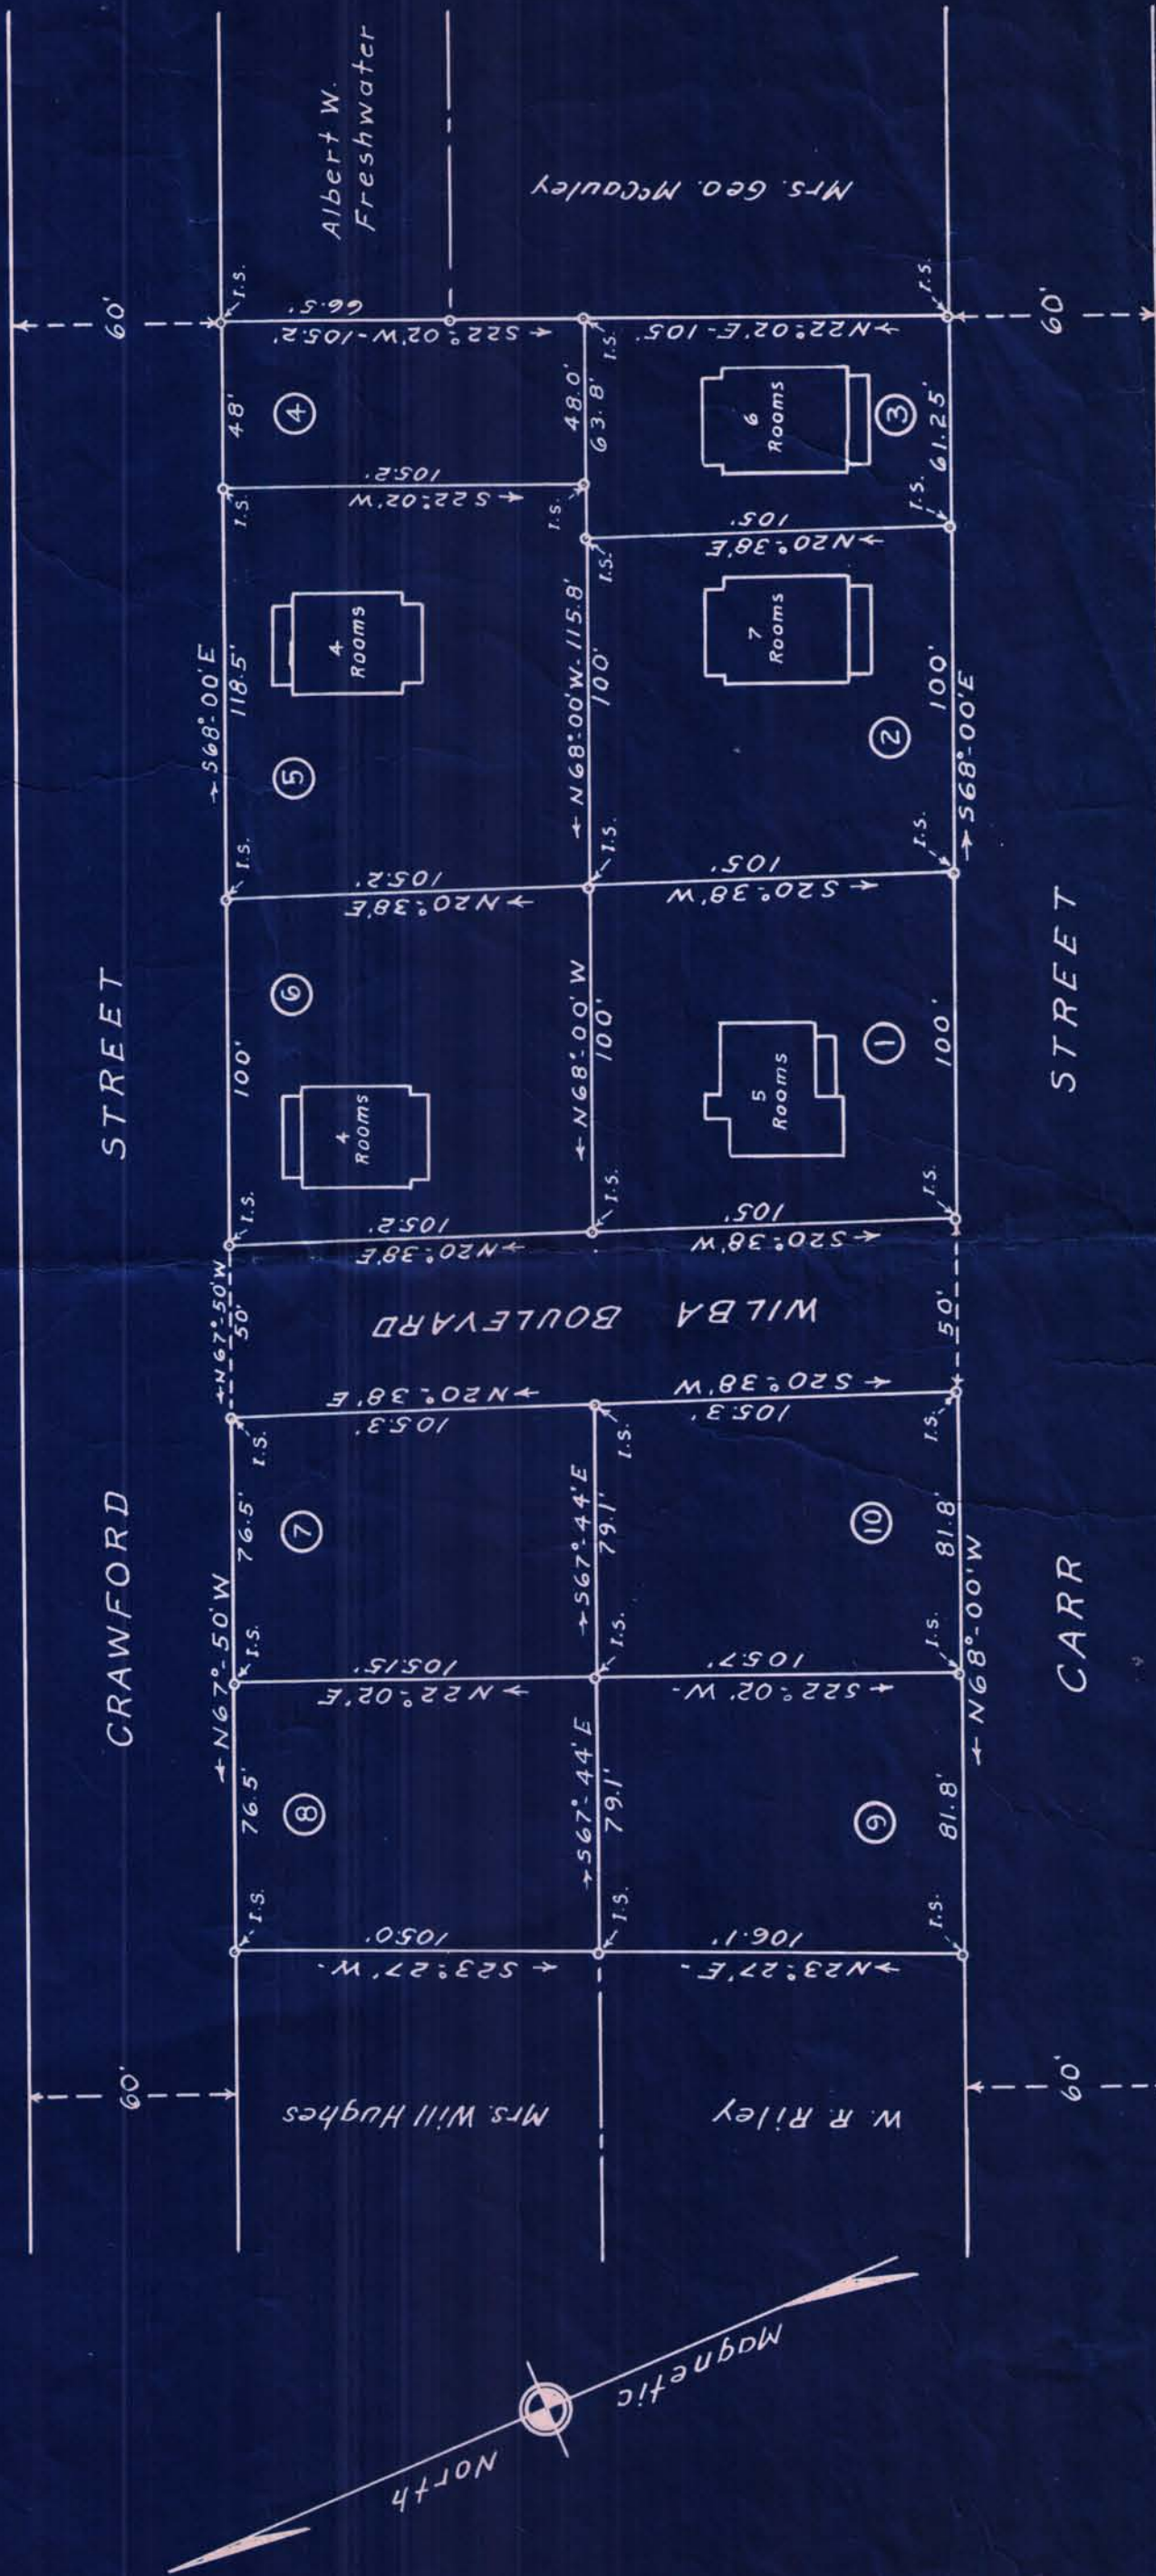 CRAWFORD STREET
60'
60'
N67°-50'W
N67°-50'W
S68°-00'E
76.5'
76.5'
50'
100'
118.5'
48'
I.S.
I.S.
I.S.
I.S.
I.S.
I.S.
I.S.
8
7
6
5
4
4
Rooms
4
Rooms
Albert W.
Freshwater
Mrs. Will Hughes
S23°-27'W-
105.0'
N22°-02'E
105.15'
N20°-38'E
105.3'
N20°-38'E
105.2'
N20°-38'E
105.2'
S22°-02'W
105.2'
S22°-02'W-105.2'
66.5'
WILBA BOULEVARD
S67°-44'E
79.1'
S67°-44'E
79.1'
N68°-00'W
100'
N68°-00'W-115.8'
100'
48.0'
63.8'
I.S.
I.S.
I.S.
I.S.
I.S.
I.S.
I.S.
I.S.
W. R. Riley
N23°-27'E-
106.1'
S22°-02'W-
105.7'
S20°-38'W
105.3'
S20°-38'W
105'
S20°-38'W
105'
N20°-38'E
105'
N22°-02'E-105'
Mrs. Geo. McCauley
5
Rooms
7
Rooms
6
Rooms
9
10
1
2
3
I.S.
I.S.
I.S.
I.S.
I.S.
I.S.
I.S.
81.8'
81.8'
50'
100'
100'
61.25'
N68°-00'W
S68°-00'E
60'
60'
CARR STREET
North
Magnetic